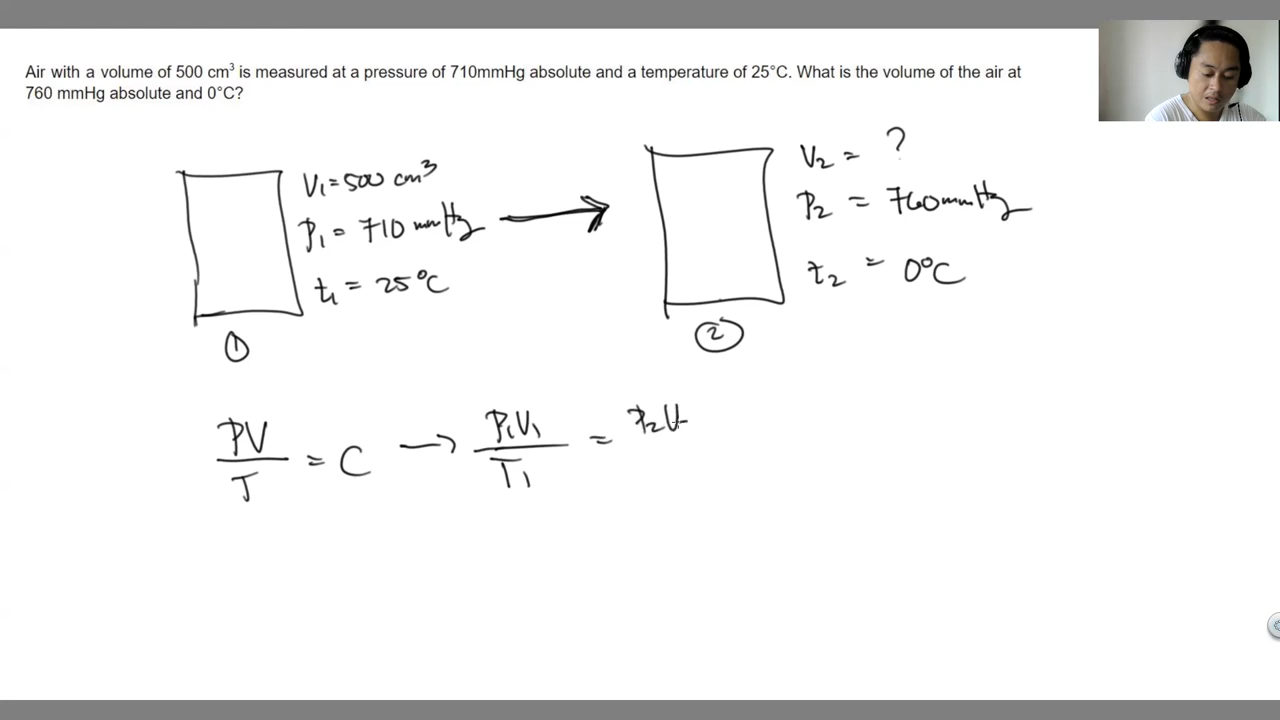 Air with a volume of 500 cm³ is measured at a pressure of 710mmHg absolute and a temperature of 25°C. What is the volume of the air at
760 mmHg absolute and 0°C?
V₁ = 500 cm³
P₁ = 710 mmHg
t₁ = 25°C
①
V₂ = ?
P₂ = 760mmHg
t₂ = 0°C
②
PV/T = C → P₁V₁/T₁ = P₂V